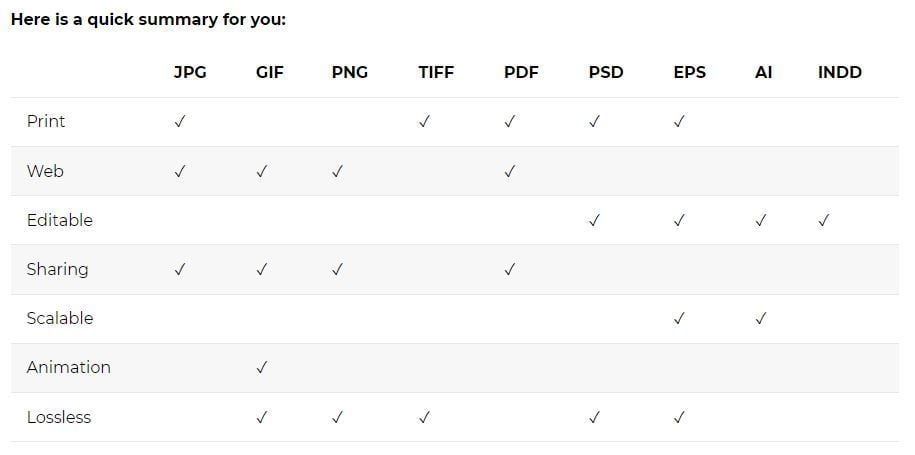 Here is a quick summary for you:
JPG GIF PNG TIFF PDF PSD EPS AI INDD
Print ✓ ✓ ✓ ✓ ✓
Web ✓ ✓ ✓ ✓
Editable ✓ ✓ ✓ ✓
Sharing ✓ ✓ ✓ ✓
Scalable ✓ ✓
Animation ✓
Lossless ✓ ✓ ✓ ✓ ✓